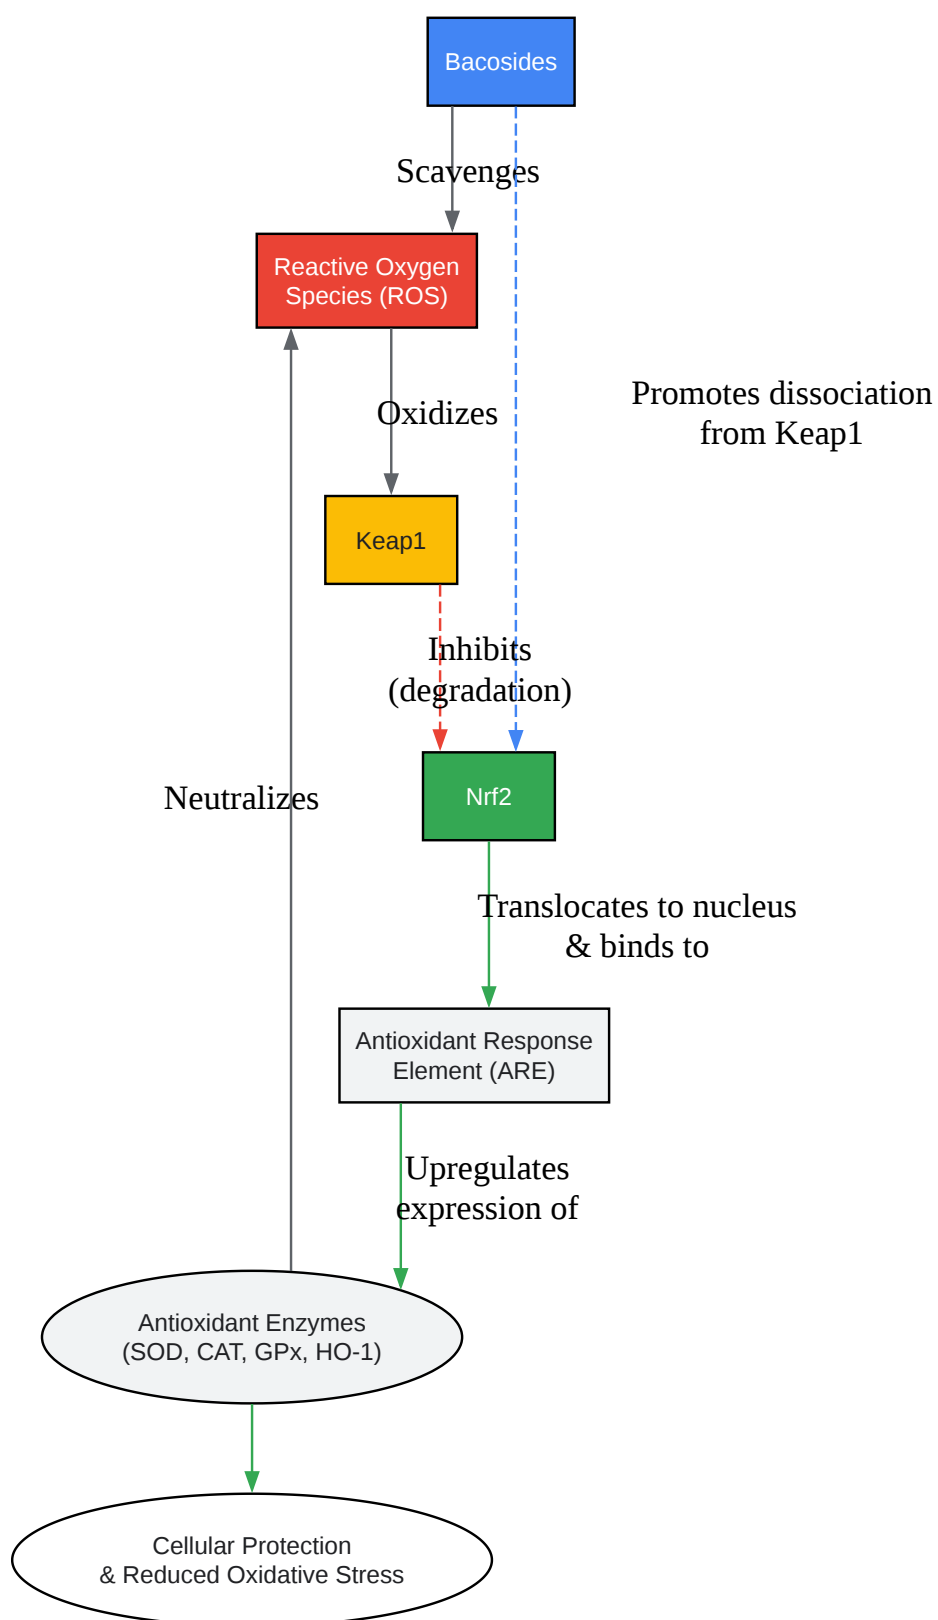 Bacosides
Scavenges
Reactive Oxygen
Species (ROS)
Promotes dissociation
from Keap1
Oxidizes
Keap1
Inhibits
(degradation)
Nrf2
Neutralizes
Translocates to nucleus
& binds to
Antioxidant Response
Element (ARE)
Upregulates
expression of
Antioxidant Enzymes
(SOD, CAT, GPx, HO-1)
Cellular Protection
& Reduced Oxidative Stress